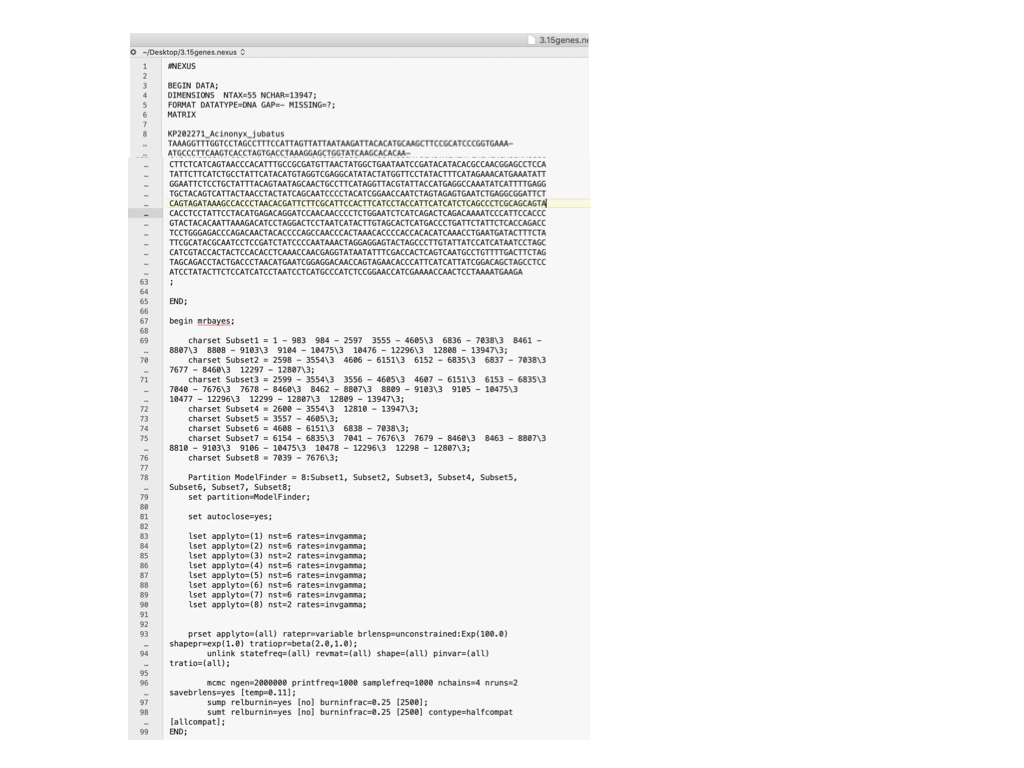 3.15genes.ne
~/Desktop/3.15genes.nexus
1 #NEXUS
2
3 BEGIN DATA;
4 DIMENSIONS  NTAX=55 NCHAR=13947;
5 FORMAT DATATYPE=DNA GAP=- MISSING=?;
6 MATRIX
7
8 KP202271_Acinonyx_jubatus
TAAAGGTTTGGTCCTAGCCTTTCCATTAGTTATTAATAAGATTACACATGCAAGCTTCCGCATCCCGGTGAAA-
ATGCCCTTCAAGTCACCTAGTGACCTAAAGGAGCTGGTATCAAGCACACAA-
CTTCTCATCAGTAACCCACATTTGCCGCGATGTTAACTATGGCTGAATAATCCGATACATACACGCCAACGGAGCCTCCA
TATTCTTCATCTGCCTATTCATACATGTAGGTCGAGGCATATACTATGGTTCCTATACTTTCATAGAAACATGAAATATT
GGAATTCTCCTGCTATTTACAGTAATAGCAACTGCCTTCATAGGTTACGTATTACCATGAGGCCAAATATCATTTTGAGG
TGCTACAGTCATTACTAACCTACTATCAGCAATCCCCTACATCGGAACCAATCTAGTAGAGTGAATCTGAGGCGGATTCT
CAGTAGATAAAGCCACCCTAACACGATTCTTCGCATTCCACTTCATCCTACCATTCATCATCTCAGCCCTCGCAGCAGTA
CACCTCCTATTCCTACATGAGACAGGATCCAACAACCCCTCTGGAATCTCATCAGACTCAGACAAAATCCCATTCCACCC
GTACTACACAATTAAAGACATCCTAGGACTCCTAATCATACTTGTAGCACTCATGACCCTGATTCTATTCTCACCAGACC
TCCTGGGAGACCCAGACAACTACACCCCAGCCAACCCACTAAACACCCCACCACACATCAAACCTGAATGATACTTTCTA
TTCGCATACGCAATCCTCCGATCTATCCCCAATAAACTAGGAGGAGTACTAGCCCTTGTATTATCCATCATAATCCTAGC
CATCGTACCACTACTCCACACCTCAAACCAACGAGGTATAATATTTCGACCACTCAGTCAATGCCTGTTTTGACTTCTAG
TAGCAGACCTACTGACCCTAACATGAATCGGAGGACAACCAGTAGAACACCCATTCATCATTATCGGACAGCTAGCCTCC
ATCCTATACTTCTCCATCATCCTAATCCTCATGCCCATCTCCGGAACCATCGAAAACCAACTCCTAAAATGAAGA
63 ;
64
65 END;
66
67 begin mrbayes;
68
69 charset Subset1 = 1 - 983  984 - 2597  3555 - 4605\3  6836 - 7038\3  8461 -
8807\3  8808 - 9103\3  9104 - 10475\3  10476 - 12296\3  12808 - 13947\3;
70 charset Subset2 = 2598 - 3554\3  4606 - 6151\3  6152 - 6835\3  6837 - 7038\3
7677 - 8460\3  12297 - 12807\3;
71 charset Subset3 = 2599 - 3554\3  3556 - 4605\3  4607 - 6151\3  6153 - 6835\3
7040 - 7676\3  7678 - 8460\3  8462 - 8807\3  8809 - 9103\3  9105 - 10475\3
10477 - 12296\3  12299 - 12807\3  12809 - 13947\3;
72 charset Subset4 = 2600 - 3554\3  12810 - 13947\3;
73 charset Subset5 = 3557 - 4605\3;
74 charset Subset6 = 4608 - 6151\3  6838 - 7038\3;
75 charset Subset7 = 6154 - 6835\3  7041 - 7676\3  7679 - 8460\3  8463 - 8807\3
8810 - 9103\3  9106 - 10475\3  10478 - 12296\3  12298 - 12807\3;
76 charset Subset8 = 7039 - 7676\3;
77
78 Partition ModelFinder = 8:Subset1, Subset2, Subset3, Subset4, Subset5,
Subset6, Subset7, Subset8;
79 set partition=ModelFinder;
80
81 set autoclose=yes;
82
83 lset applyto=(1) nst=6 rates=invgamma;
84 lset applyto=(2) nst=6 rates=invgamma;
85 lset applyto=(3) nst=2 rates=invgamma;
86 lset applyto=(4) nst=6 rates=invgamma;
87 lset applyto=(5) nst=6 rates=invgamma;
88 lset applyto=(6) nst=6 rates=invgamma;
89 lset applyto=(7) nst=6 rates=invgamma;
90 lset applyto=(8) nst=2 rates=invgamma;
91
92
93 prset applyto=(all) ratepr=variable brlensp=unconstrained:Exp(100.0)
shapepr=exp(1.0) tratiopr=beta(2.0,1.0);
94 unlink statefreq=(all) revmat=(all) shape=(all) pinvar=(all)
tratio=(all);
95
96 mcmc ngen=2000000 printfreq=1000 samplefreq=1000 nchains=4 nruns=2
savebrlens=yes [temp=0.11];
97 sump relburnin=yes [no] burninfrac=0.25 [2500];
98 sumt relburnin=yes [no] burninfrac=0.25 [2500] contype=halfcompat
[allcompat];
99 END;